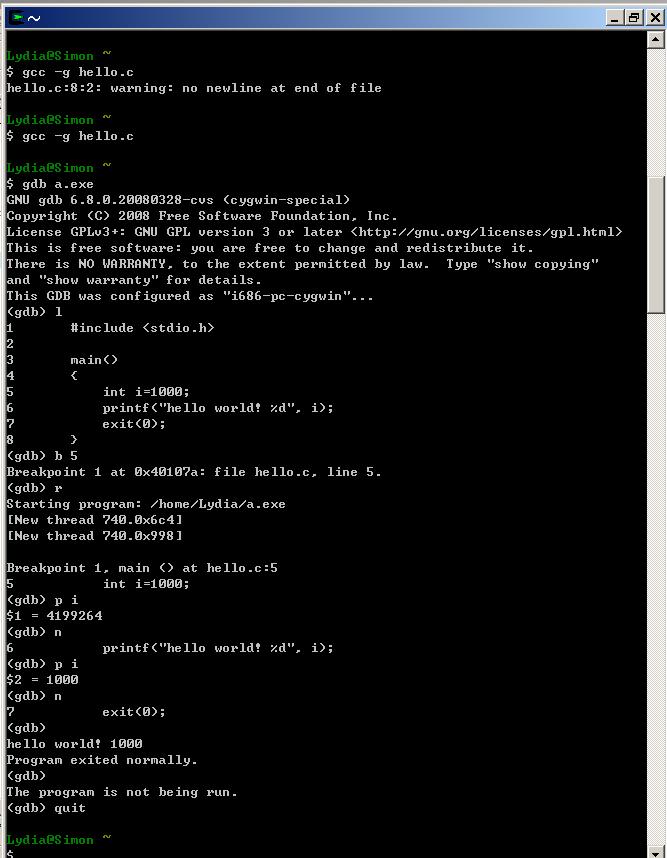 ~
Lydia@Simon ~
$ gcc -g hello.c
hello.c:8:2: warning: no newline at end of file
Lydia@Simon ~
$ gcc -g hello.c
Lydia@Simon ~
$ gdb a.exe
GNU gdb 6.8.0.20080328-cvs (cygwin-special)
Copyright (C) 2008 Free Software Foundation, Inc.
License GPLv3+: GNU GPL version 3 or later <http://gnu.org/licenses/gpl.html>
This is free software: you are free to change and redistribute it.
There is NO WARRANTY, to the extent permitted by law.  Type "show copying"
and "show warranty" for details.
This GDB was configured as "i686-pc-cygwin"...
(gdb) l
1       #include <stdio.h>
2
3       main()
4       {
5           int i=1000;
6           printf("hello world! %d", i);
7           exit(0);
8       }
(gdb) b 5
Breakpoint 1 at 0x40107a: file hello.c, line 5.
(gdb) r
Starting program: /home/Lydia/a.exe
[New thread 740.0x6c4]
[New thread 740.0x998]
Breakpoint 1, main () at hello.c:5
5           int i=1000;
(gdb) p i
$1 = 4199264
(gdb) n
6           printf("hello world! %d", i);
(gdb) p i
$2 = 1000
(gdb) n
7           exit(0);
(gdb)
hello world! 1000
Program exited normally.
(gdb)
The program is not being run.
(gdb) quit
Lydia@Simon ~
$